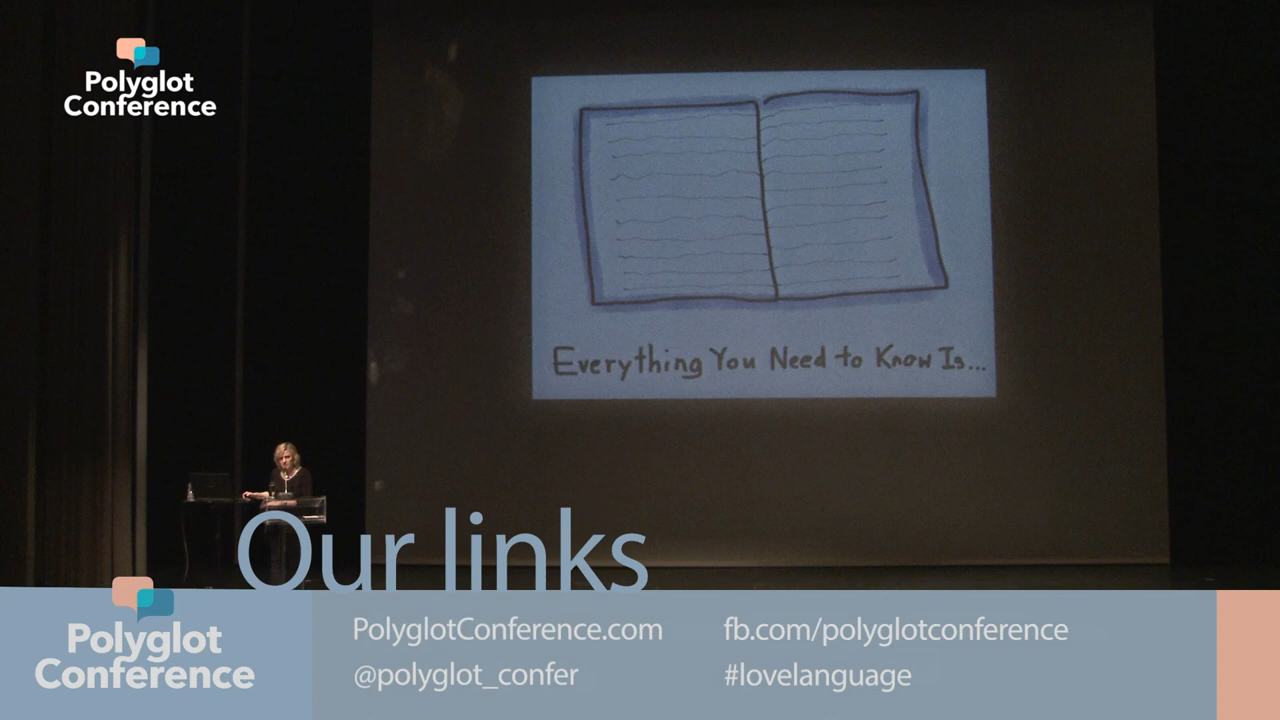 Polyglot
Conference
Everything You Need to Know Is...
Our links
Polyglot
Conference
PolyglotConference.com
@polyglot_confer
fb.com/polyglotconference
#lovelanguage